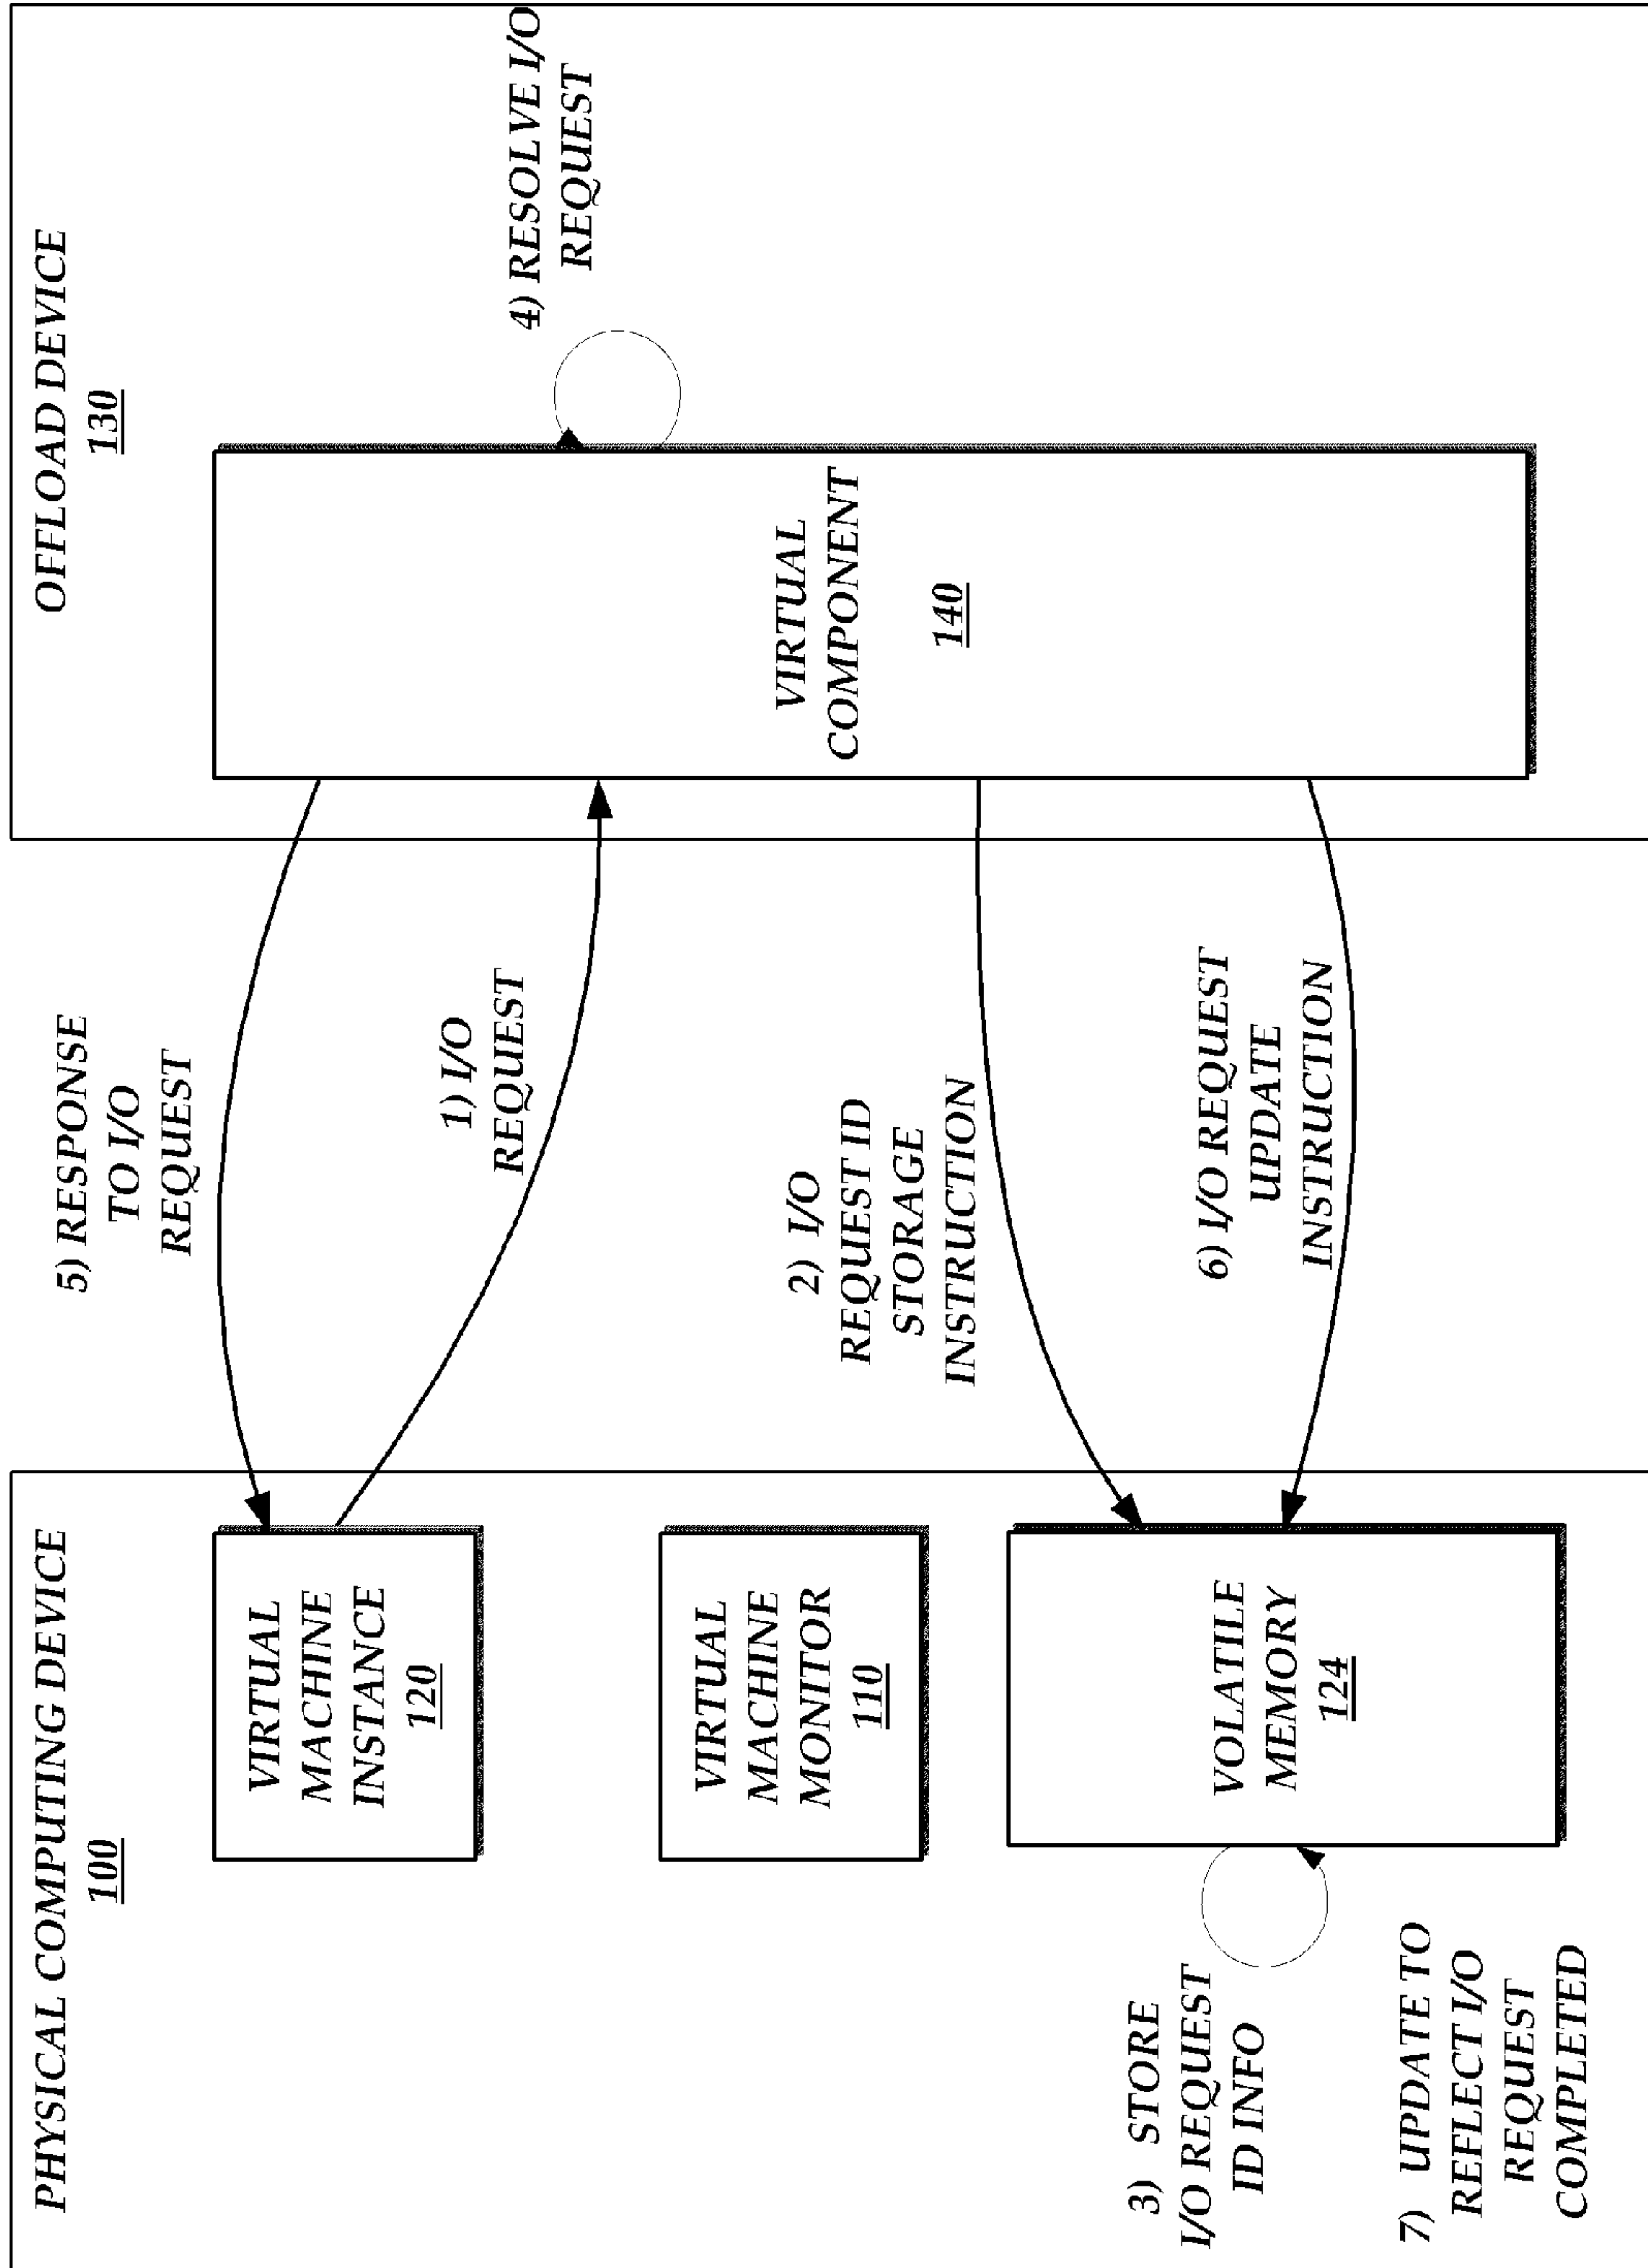 PHYSICAL COMPUTING DEVICE
100
VIRTUAL
MACHINE
INSTANCE
120
VIRTUAL
MACHINE
MONITOR
110
VOLATILE
MEMORY
124
3) STORE
I/O REQUEST
ID INFO
7) UPDATE TO
REFLECT I/O
REQUEST
COMPLETED
5) RESPONSE
TO I/O
REQUEST
1) I/O
REQUEST
2) I/O
REQUEST ID
STORAGE
INSTRUCTION
6) I/O REQUEST
UPDATE
INSTRUCTION
OFFLOAD DEVICE
130
VIRTUAL
COMPONENT
140
4) RESOLVE I/O
REQUEST